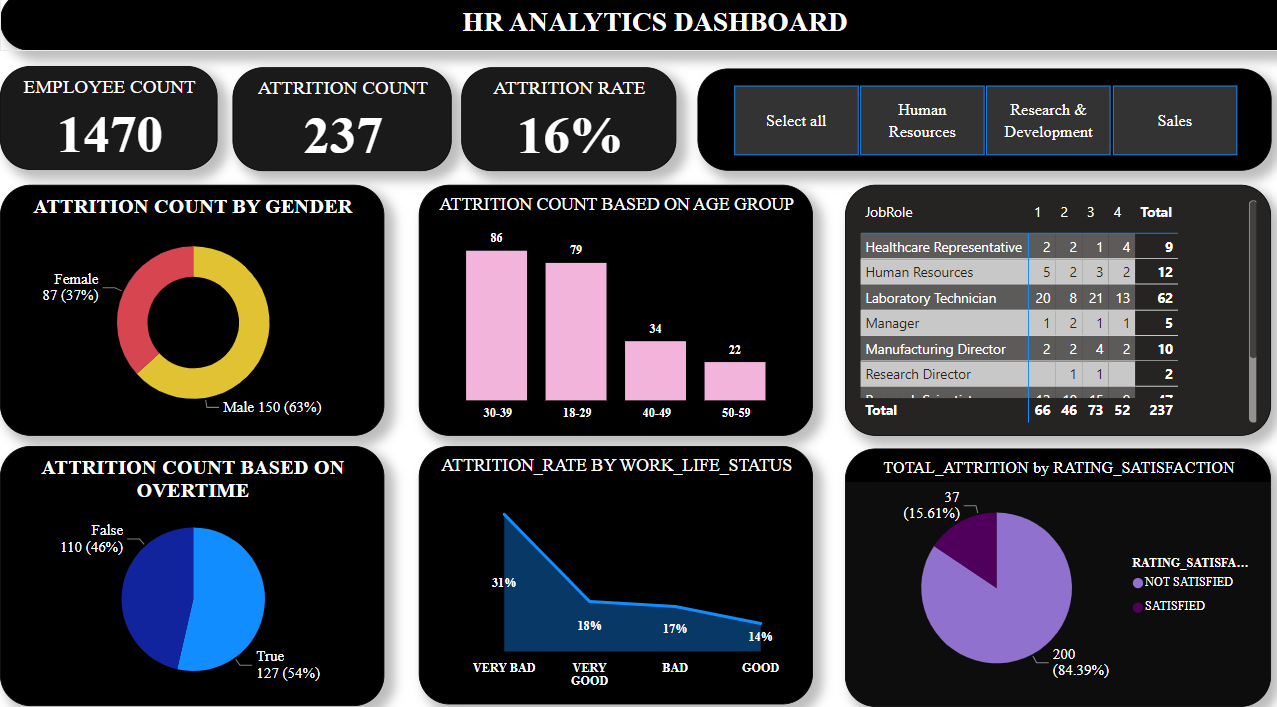 HR ANALYTICS DASHBOARD
EMPLOYEE COUNT
1470
ATTRITION COUNT
237
ATTRITION RATE
16%
Select all
Human
Resources
Research &
Development
Sales
ATTRITION COUNT BY GENDER
Female
87 (37%)
Male 150 (63%)
ATTRITION COUNT BASED ON AGE GROUP
86
79
34
22
30-39 18-29 40-49 50-59
JobRole 1 2 3 4 Total
Healthcare Representative 2 2 1 4 9
Human Resources 5 2 3 2 12
Laboratory Technician 20 8 21 13 62
Manager 1 2 1 1 5
Manufacturing Director 2 2 4 2 10
Research Director 1 1 2
Total 66 46 73 52 237
ATTRITION COUNT BASED ON
OVERTIME
False
110 (46%)
True
127 (54%)
ATTRITION_RATE BY WORK_LIFE_STATUS
31%
18%
17%
14%
VERY BAD
VERY
GOOD
BAD
GOOD
TOTAL_ATTRITION by RATING_SATISFACTION
37
(15.61%)
200
(84.39%)
RATING_SATISFA...
NOT SATISFIED
SATISFIED